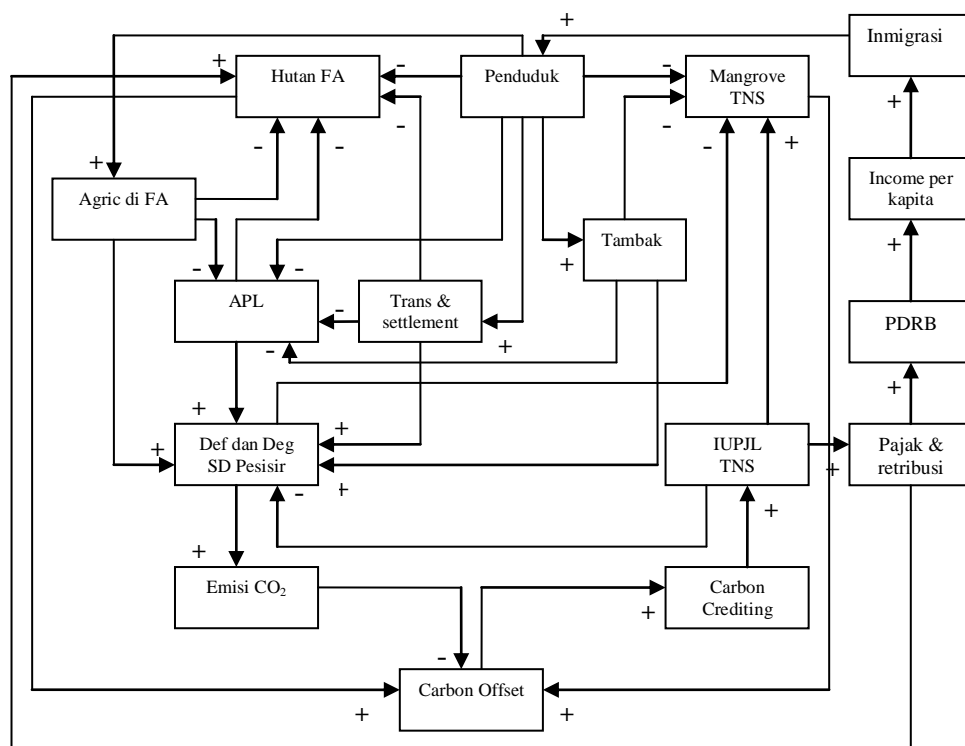 +
+
Inmigrasi
+
Hutan FA
-
Penduduk
-
Mangrove
TNS
+
-
-
-
-
-
+
+
Agric di FA
Income per
kapita
Tambak
+
+
-
-
-
APL
Trans &
settlement
-
+
-
PDRB
+
+
Def dan Deg
SD Pesisir
+
+
+
-
IUPJL
TNS
+
Pajak &
retribusi
+
+
Emisi CO₂
Carbon
Crediting
+
-
Carbon Offset
+
+